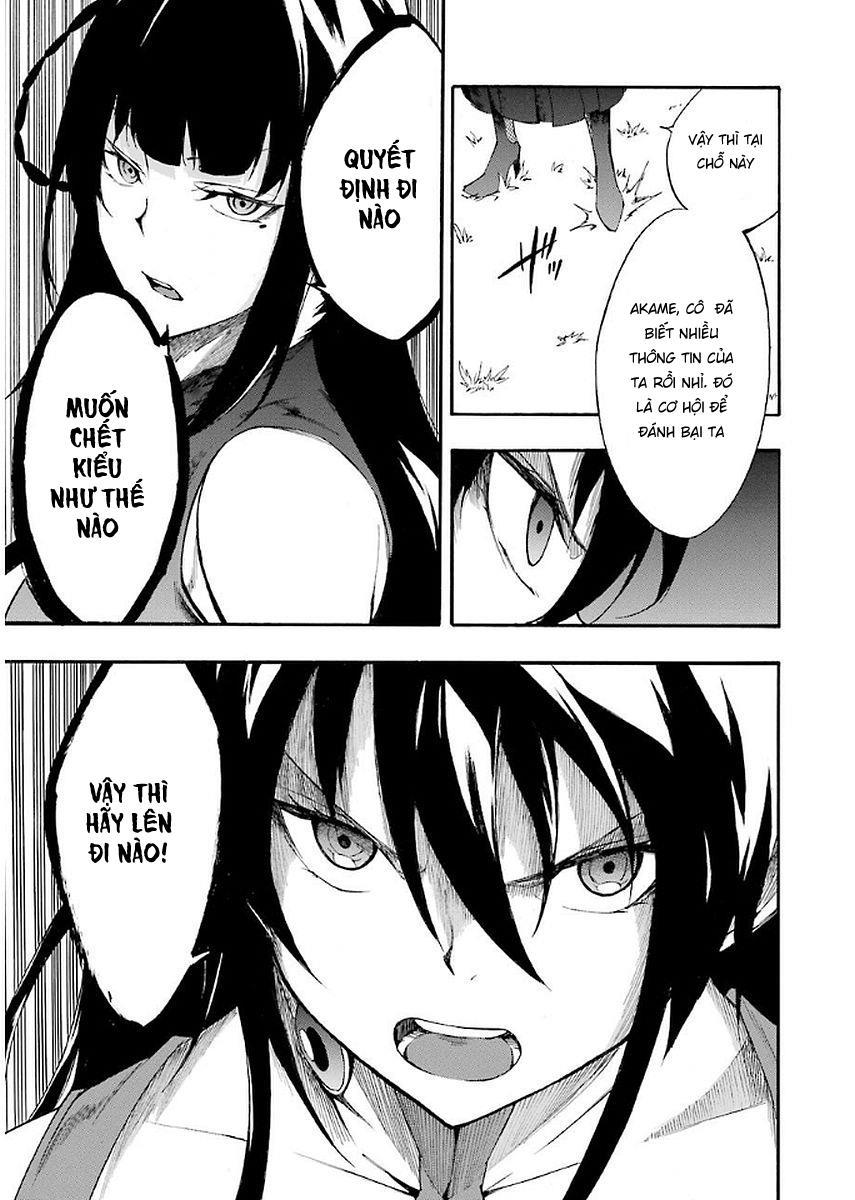 VẬY THÌ TẠI
CHỖ NÀY
AKAME, CÔ ĐÃ
BIẾT NHIỀU
THÔNG TIN CỦA
TA RỒI NHỈ. ĐÓ
LÀ CƠ HỘI ĐỂ
ĐÁNH BẠI TA
QUYẾT
ĐỊNH ĐI
NÀO
MUỐN
CHẾT
KIỂU
NHƯ THẾ
NÀO
VẬY THÌ
HÃY LÊN
ĐI NÀO!